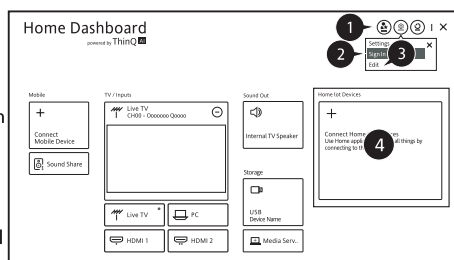 Home Dashboard
powered by ThinQ AI
1
2
3
4
Settings
Sign In
Edit
Mobile
Connect
Mobile Device
Sound Share
TV / Inputs
Live TV
CH00 - Ooooooo Qoooo
Live TV
PC
HDMI 1
HDMI 2
Sound Out
Internal TV Speaker
Storage
USB
Device Name
Media Serv..
Home Iot Devices
Connect Home
Use Home applic all things by
connecting to th